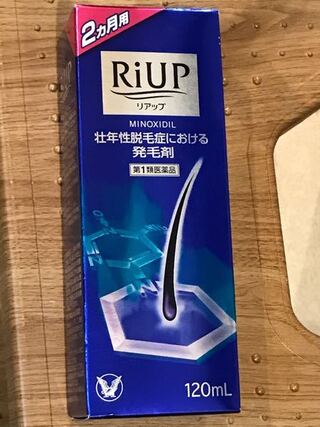 2ヵ月用
RiUP
リアップ
MINOXIDIL
壮年性脱毛症における
発毛剤
第1類医薬品
120mL